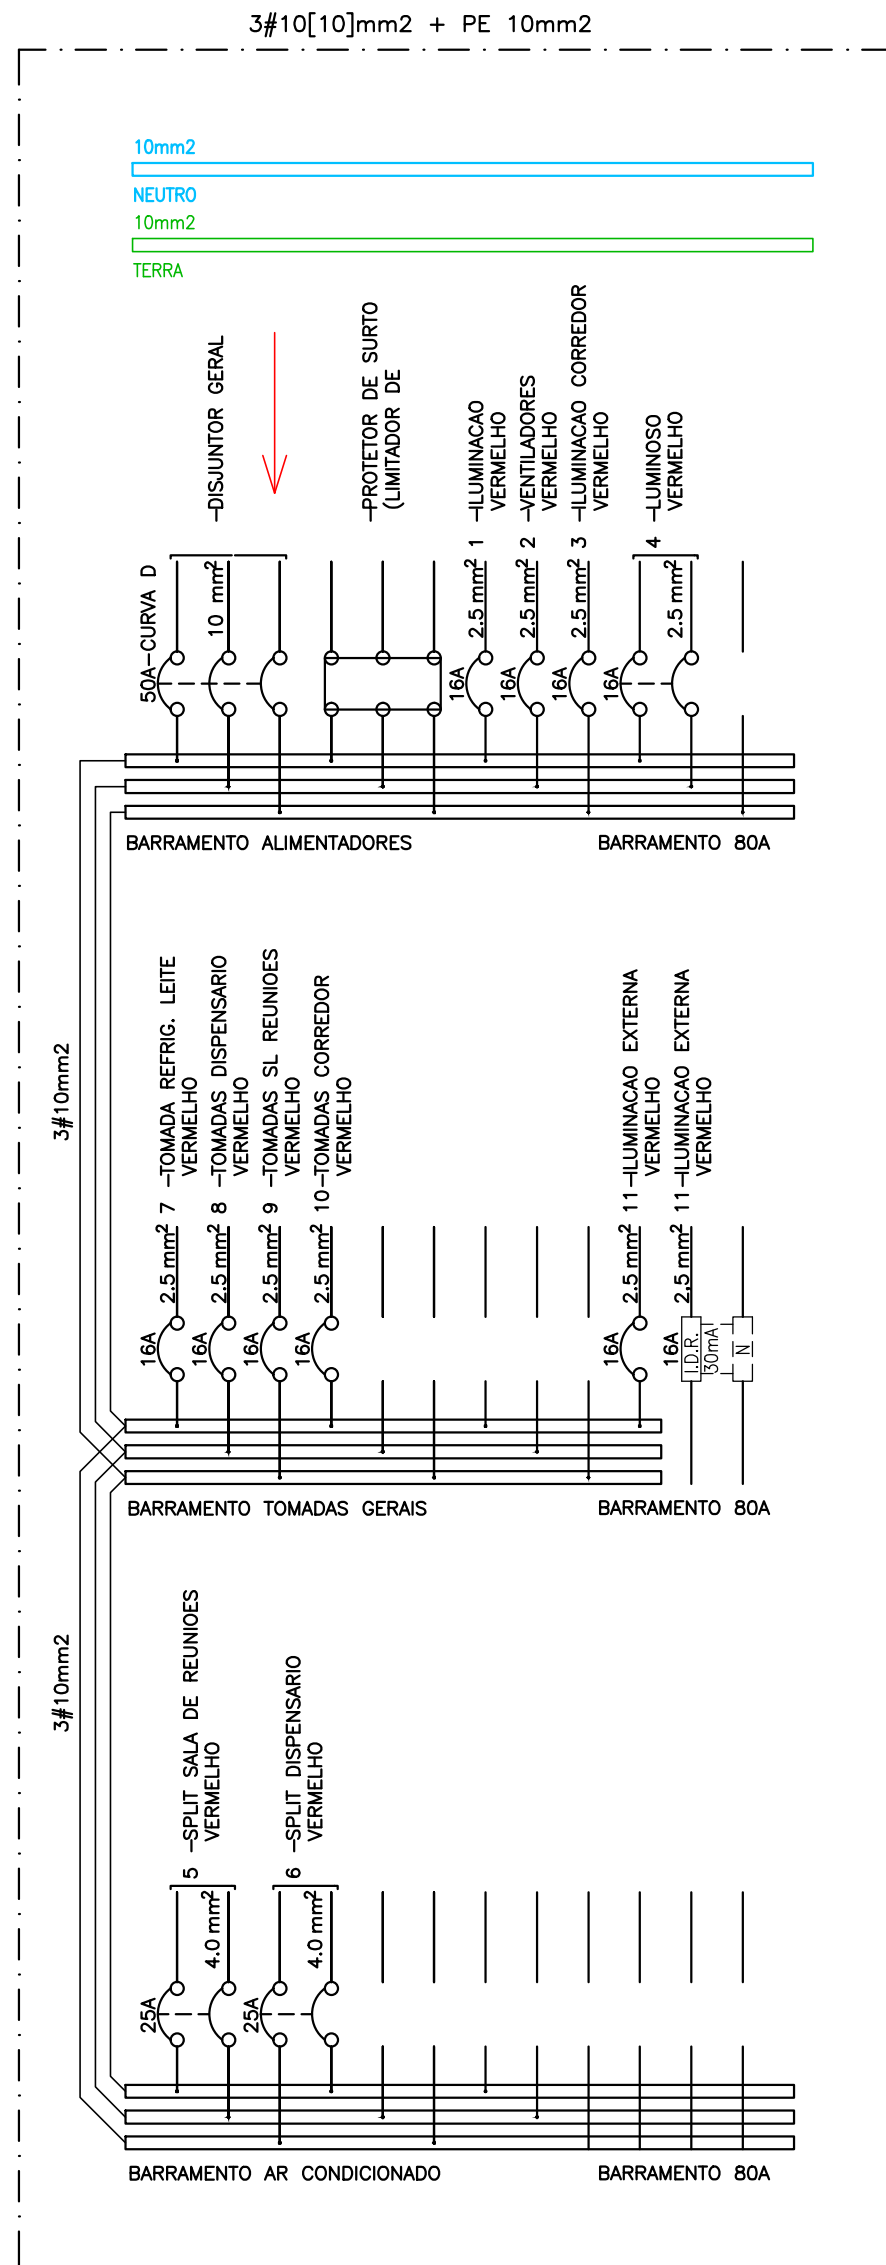 3#10[10]mm2 + PE 10mm2
10mm2
NEUTRO
10mm2
TERRA
50A-CURVA D
10 mm2
-DISJUNTOR GERAL
-PROTETOR DE SURTO
(LIMITADOR DE
16A
2.5 mm2
1 -ILUMINACAO
VERMELHO
16A
2.5 mm2
2 -VENTILADORES
VERMELHO
16A
2.5 mm2
3 -ILUMINACAO CORREDOR
VERMELHO
16A
2.5 mm2
4 -LUMINOSO
VERMELHO
BARRAMENTO ALIMENTADORES
BARRAMENTO 80A
3#10mm2
16A
2.5 mm2
7 -TOMADA REFRIG. LEITE
VERMELHO
16A
2.5 mm2
8 -TOMADAS DISPENSARIO
VERMELHO
16A
2.5 mm2
9 -TOMADAS SL REUNIOES
VERMELHO
16A
2.5 mm2
10-TOMADAS CORREDOR
VERMELHO
16A
2.5 mm2
11-ILUMINACAO EXTERNA
VERMELHO
16A
2.5 mm2
11-ILUMINACAO EXTERNA
VERMELHO
I.D.R.
30mA
N
BARRAMENTO TOMADAS GERAIS
BARRAMENTO 80A
3#10mm2
25A
4.0 mm2
5 -SPLIT SALA DE REUNIOES
VERMELHO
25A
4.0 mm2
6 -SPLIT DISPENSARIO
VERMELHO
BARRAMENTO AR CONDICIONADO
BARRAMENTO 80A